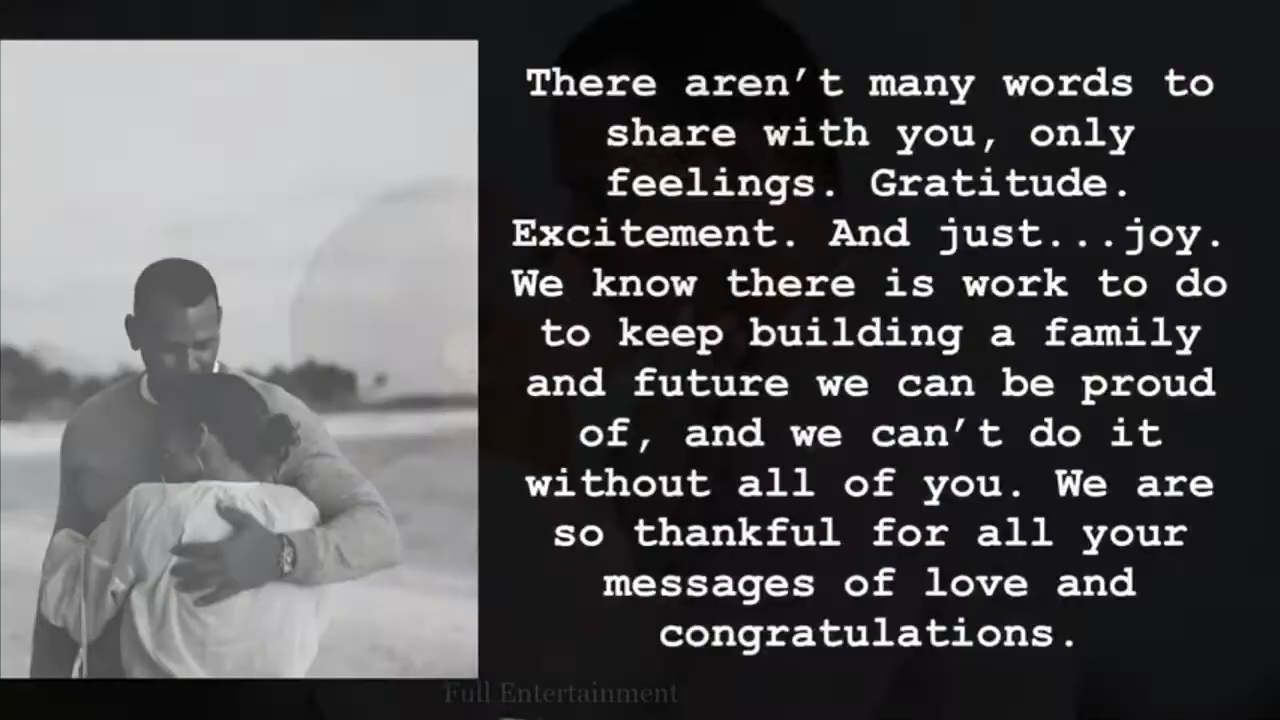 There aren’t many words to
share with you, only
feelings. Gratitude.
Excitement. And just...joy.
We know there is work to do
to keep building a family
and future we can be proud
of, and we can’t do it
without all of you. We are
so thankful for all your
messages of love and
congratulations.
Full Entertainment